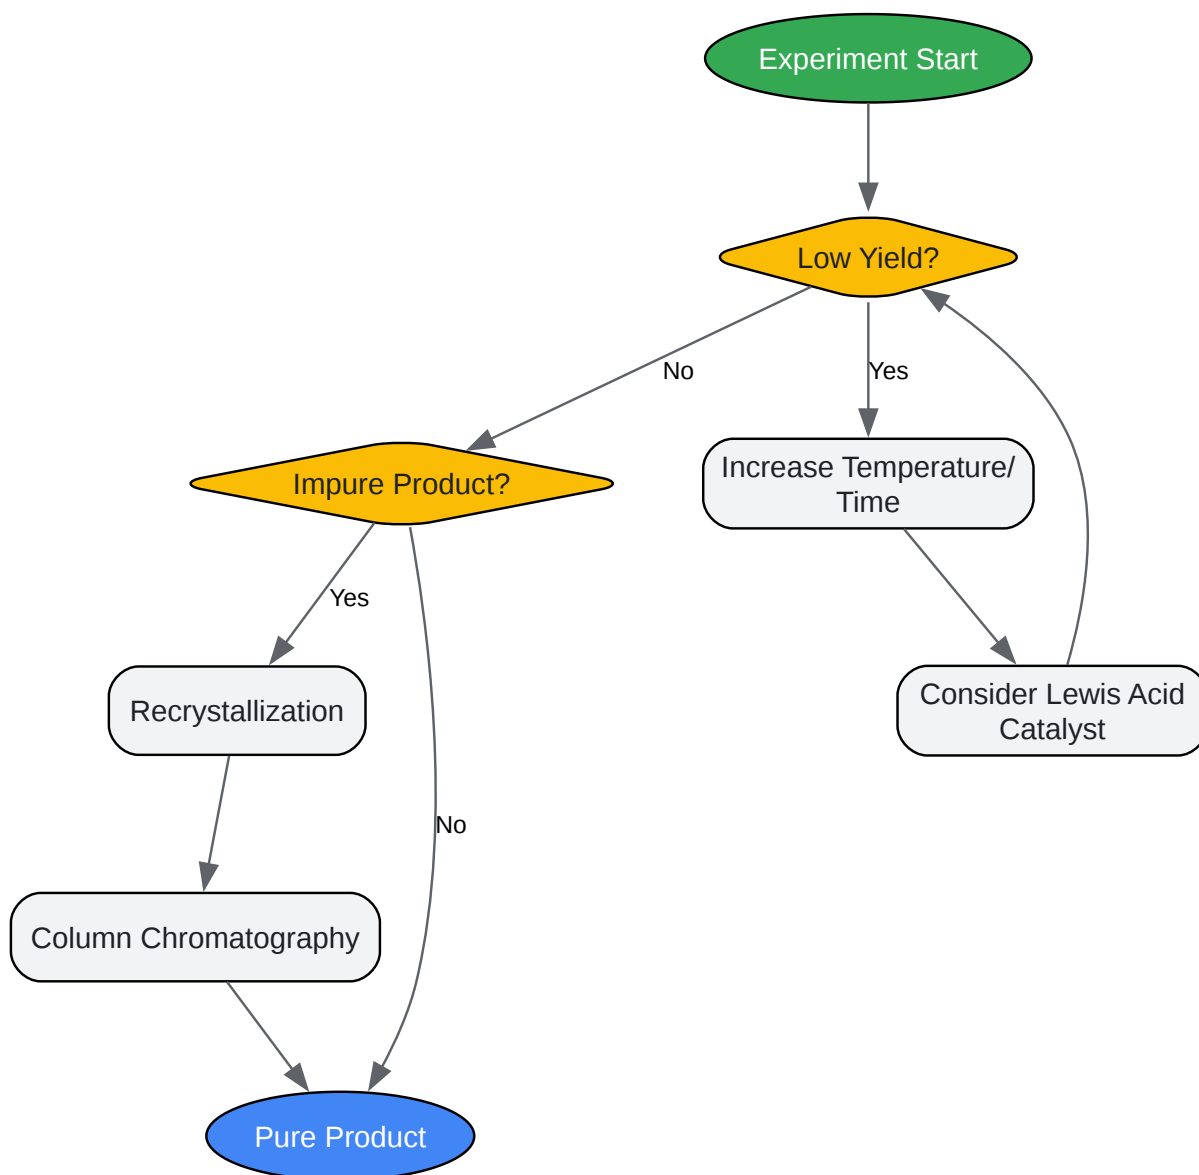 Experiment Start
Low Yield?
No
Yes
Increase Temperature/
Time
Impure Product?
Yes
Recrystallization
Consider Lewis Acid
Catalyst
No
Column Chromatography
Pure Product